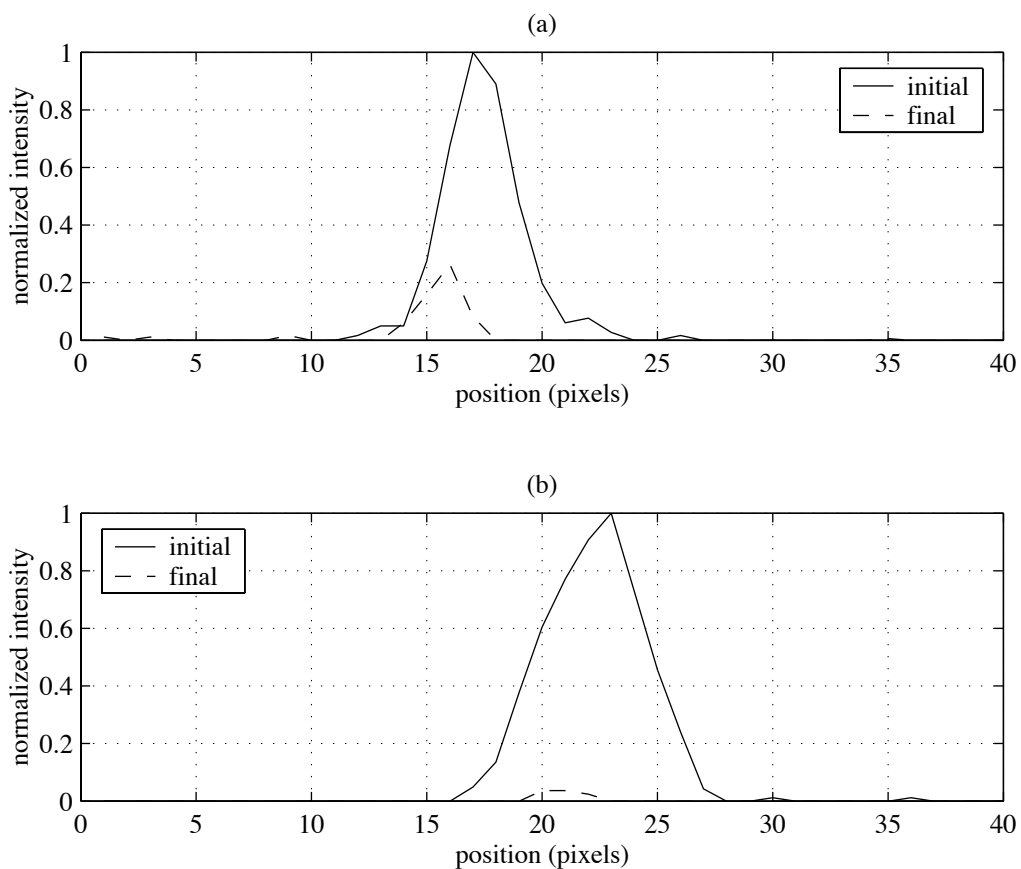 (a)
normalized intensity
1
0.8
0.6
0.4
0.2
0
initial
final
0 5 10 15 20 25 30 35 40
position (pixels)
(b)
normalized intensity
1
0.8
0.6
0.4
0.2
0
initial
final
0 5 10 15 20 25 30 35 40
position (pixels)